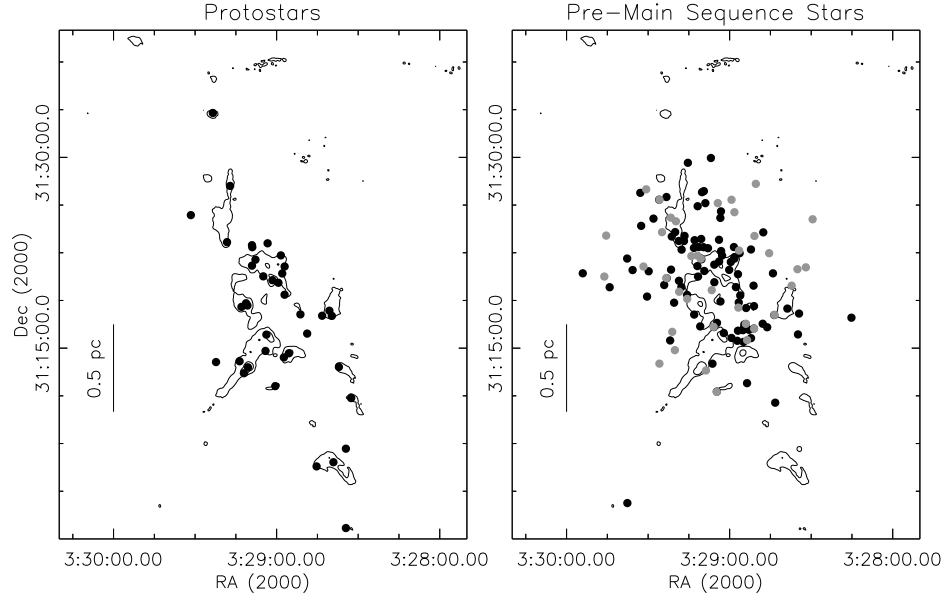 Protostars
Pre-Main Sequence Stars
Dec (2000)
31:30:00.0
31:15:00.0
0.5 pc
3:30:00.00
3:29:00.00
3:28:00.00
RA (2000)
31:30:00.0
31:15:00.0
0.5 pc
3:30:00.00
3:29:00.00
3:28:00.00
RA (2000)